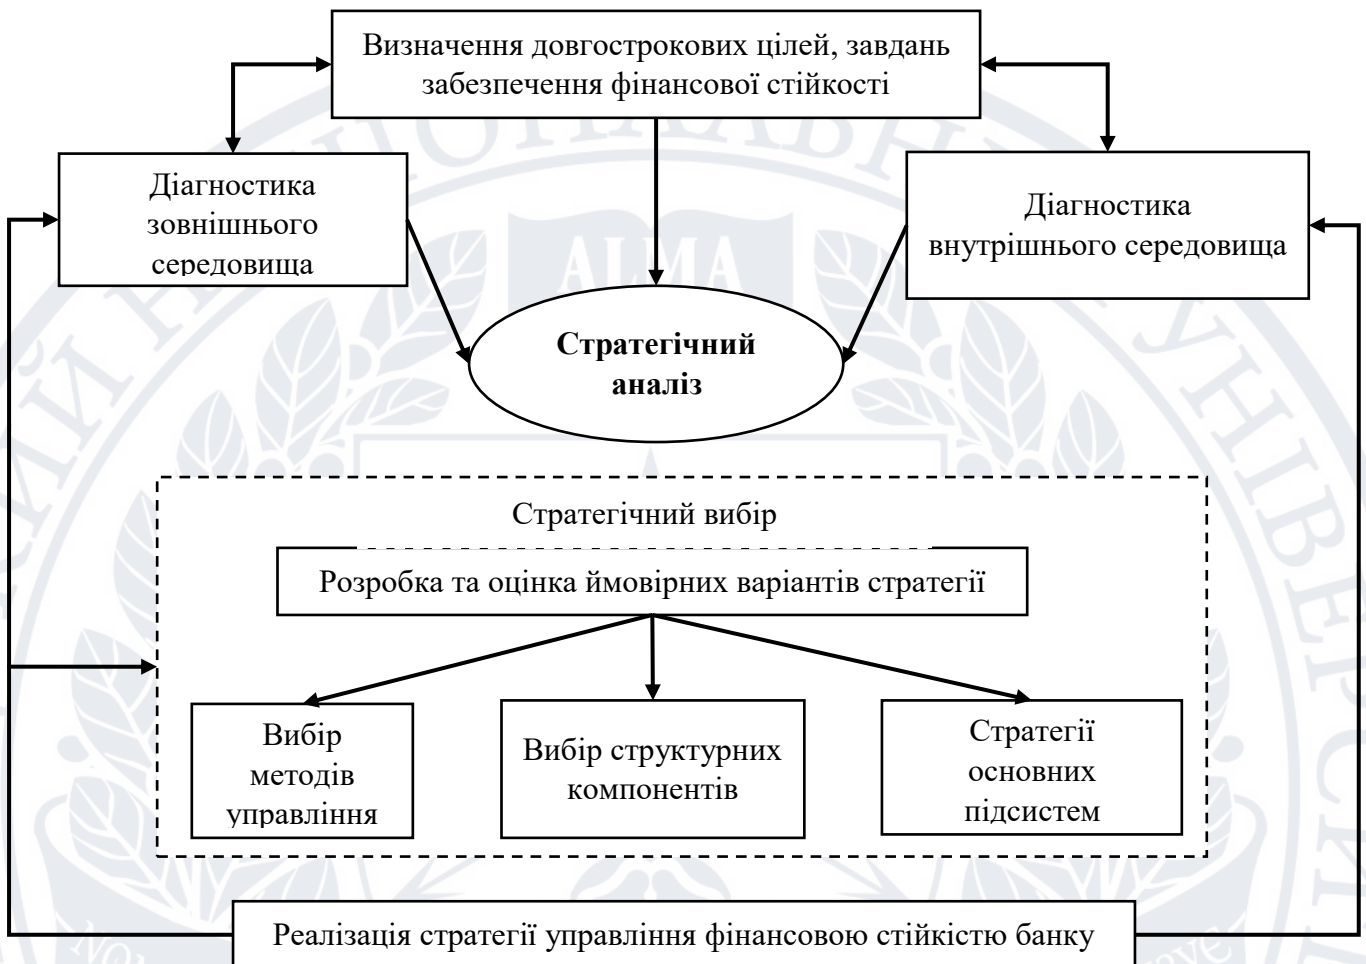 Визначення довгострокових цілей, завдань
забезпечення фінансової стійкості
Діагностика
зовнішнього
середовища
Діагностика
внутрішнього середовища
ALMA
Стратегічний
аналіз
Стратегічний вибір
Розробка та оцінка ймовірних варіантів стратегії
Вибір
методів
управління
Вибір структурних
компонентів
Стратегії
основних
підсистем
Реалізація стратегії управління фінансовою стійкістю банку